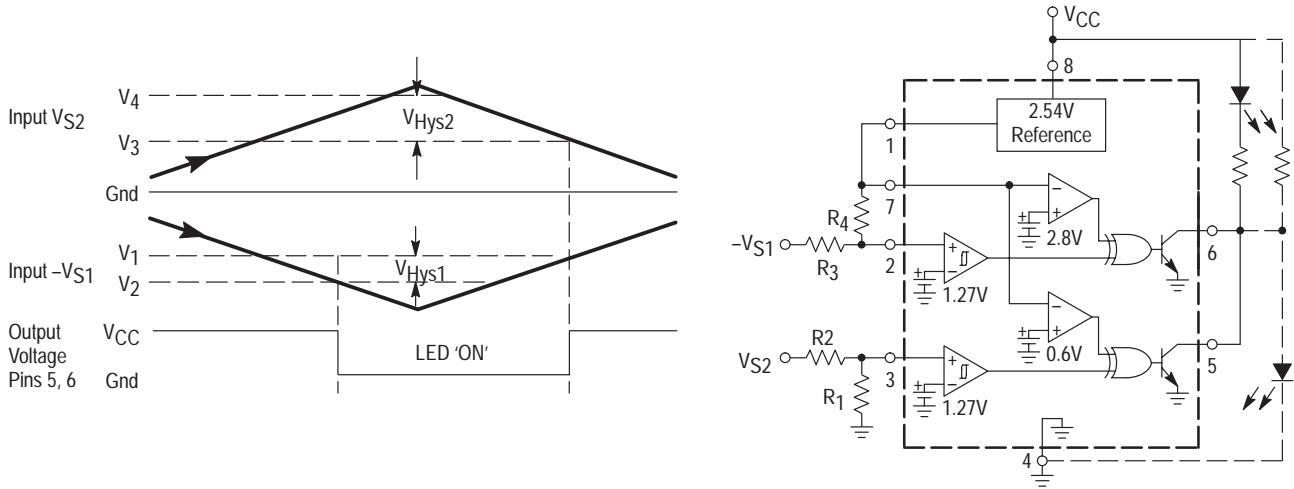 Input VS2
V4
V3
VHys2
Gnd
Input –VS1
V1
V2
VHys1
Output
Voltage
Pins 5, 6
VCC
Gnd
LED 'ON'
VCC
8
2.54V
Reference
1
7
R4
–VS1
R3
2
+
–
1.27V
–
+
2.8V
6
VS2
R2
R1
3
+
–
1.27V
–
+
0.6V
5
4